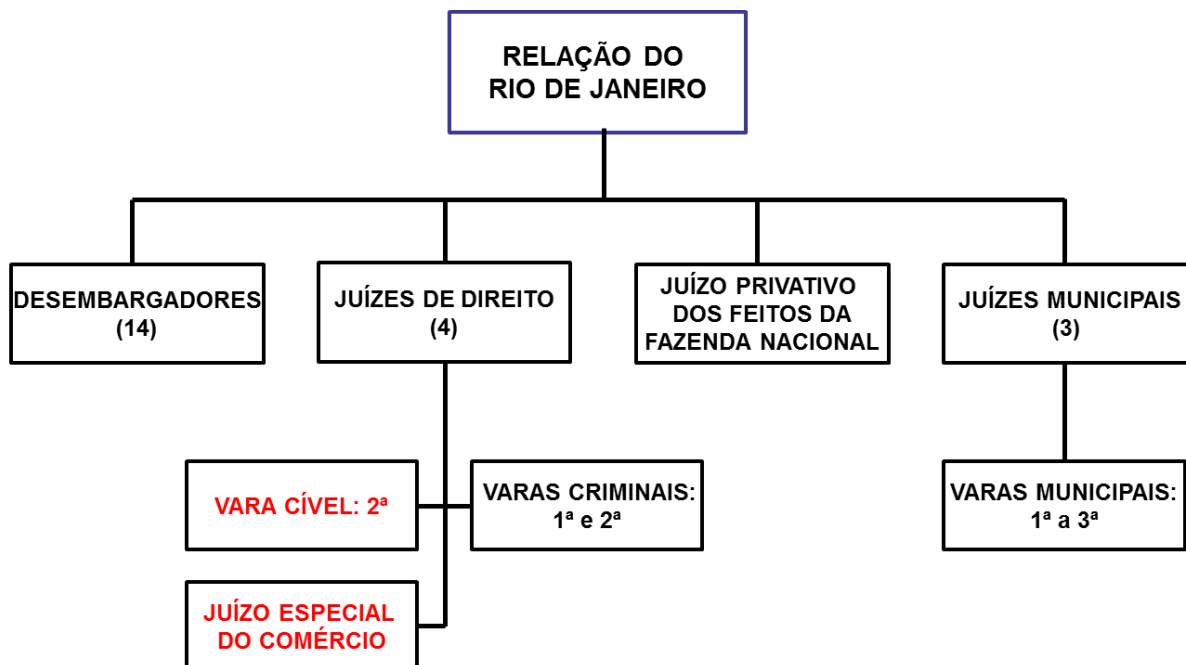 RELAÇÃO DO
RIO DE JANEIRO
DESEMBARGADORES
(14)
JUÍZES DE DIREITO
(4)
JUÍZO PRIVATIVO
DOS FEITOS DA
FAZENDA NACIONAL
JUÍZES MUNICIPAIS
(3)
VARA CÍVEL: 2ª
VARAS CRIMINAIS:
1ª e 2ª
VARAS MUNICIPAIS:
1ª a 3ª
JUÍZO ESPECIAL
DO COMÉRCIO